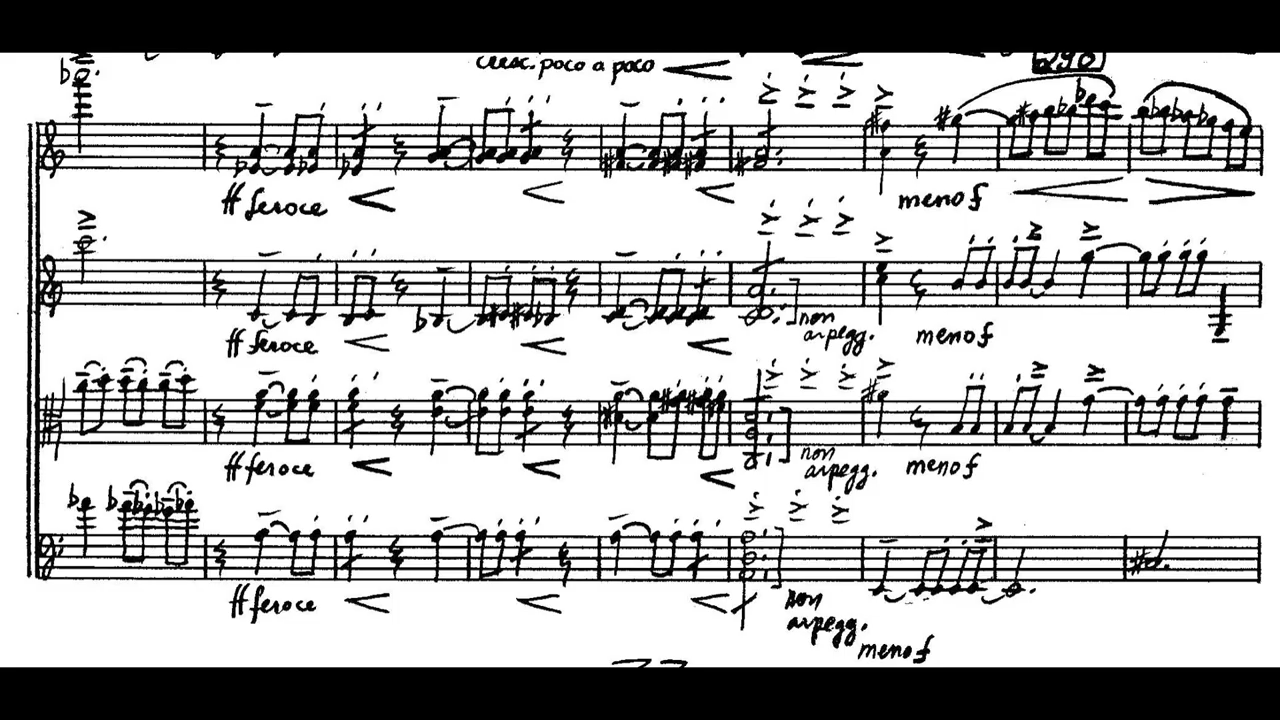 cresc. poco a poco
290
ff feroce
meno f
ff feroce
non
arpegg.
meno f
ff feroce
non
arpegg.
meno f
ff feroce
non
arpegg.
meno f